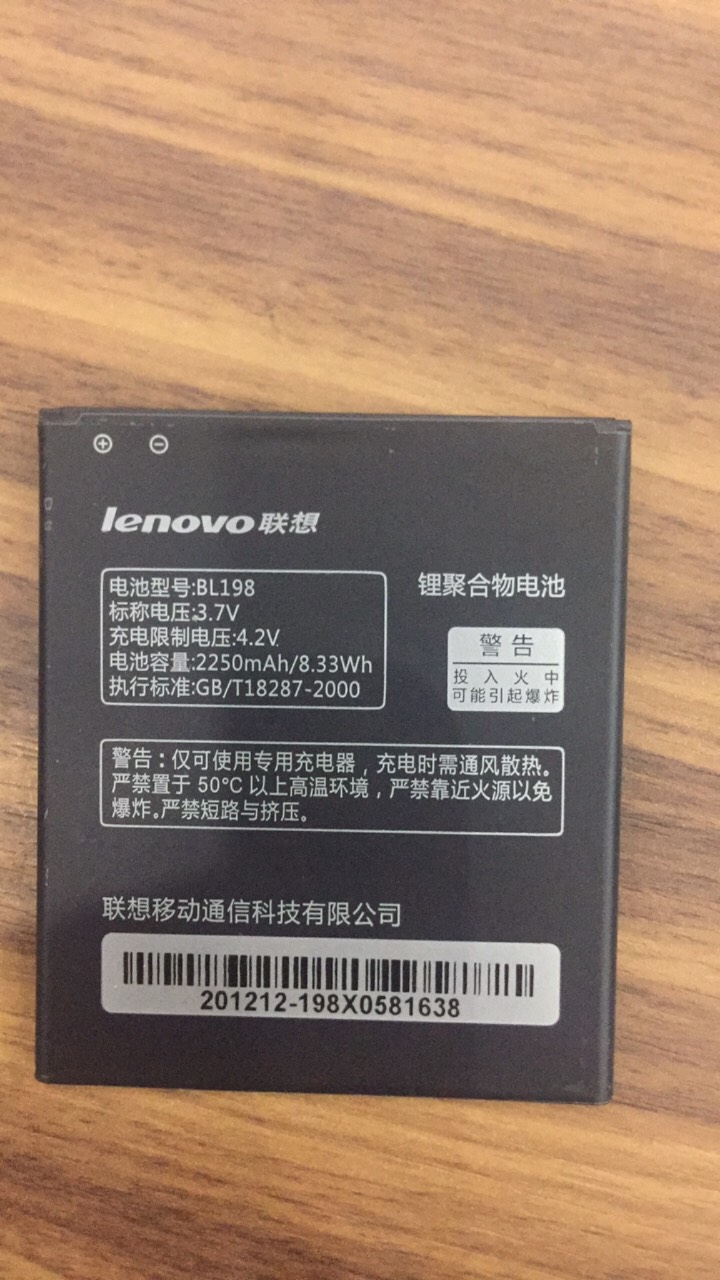 ⊕ ⊖
lenovo联想
电池型号:BL198
标称电压:3.7V
充电限制电压:4.2V
电池容量:2250mAh/8.33Wh
执行标准:GB/T18287-2000
锂聚合物电池
警告
投入火中
可能引起爆炸
警告：仅可使用专用充电器，充电时需通风散热。
严禁置于 50°C 以上高温环境，严禁靠近火源以免
爆炸。严禁短路与挤压。
联想移动通信科技有限公司
201212-198X0581638